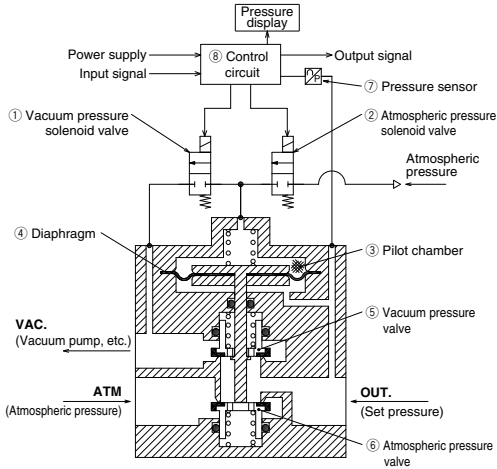 Pressure
display
Power supply
Input signal
⑧ Control
circuit
Output signal
⑦ Pressure sensor
P
① Vacuum pressure
solenoid valve
② Atmospheric pressure
solenoid valve
Atmospheric
pressure
④ Diaphragm
③ Pilot chamber
VAC.
(Vacuum pump, etc.)
⑤ Vacuum pressure
valve
ATM
(Atmospheric pressure)
OUT.
(Set pressure)
⑥ Atmospheric pressure
valve